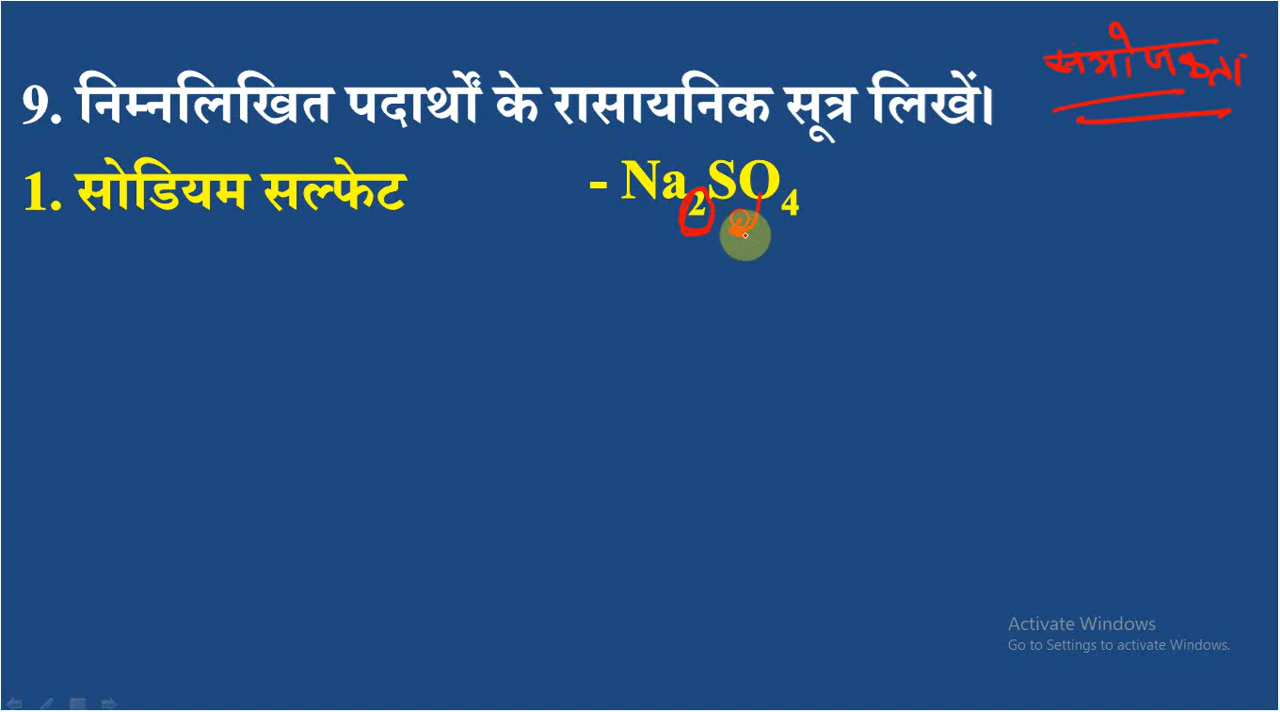 संयोजकता
9. निम्नलिखित पदार्थों के रासायनिक सूत्र लिखें।
1. सोडियम सल्फेट - Na₂SO₄
Activate Windows
Go to Settings to activate Windows.